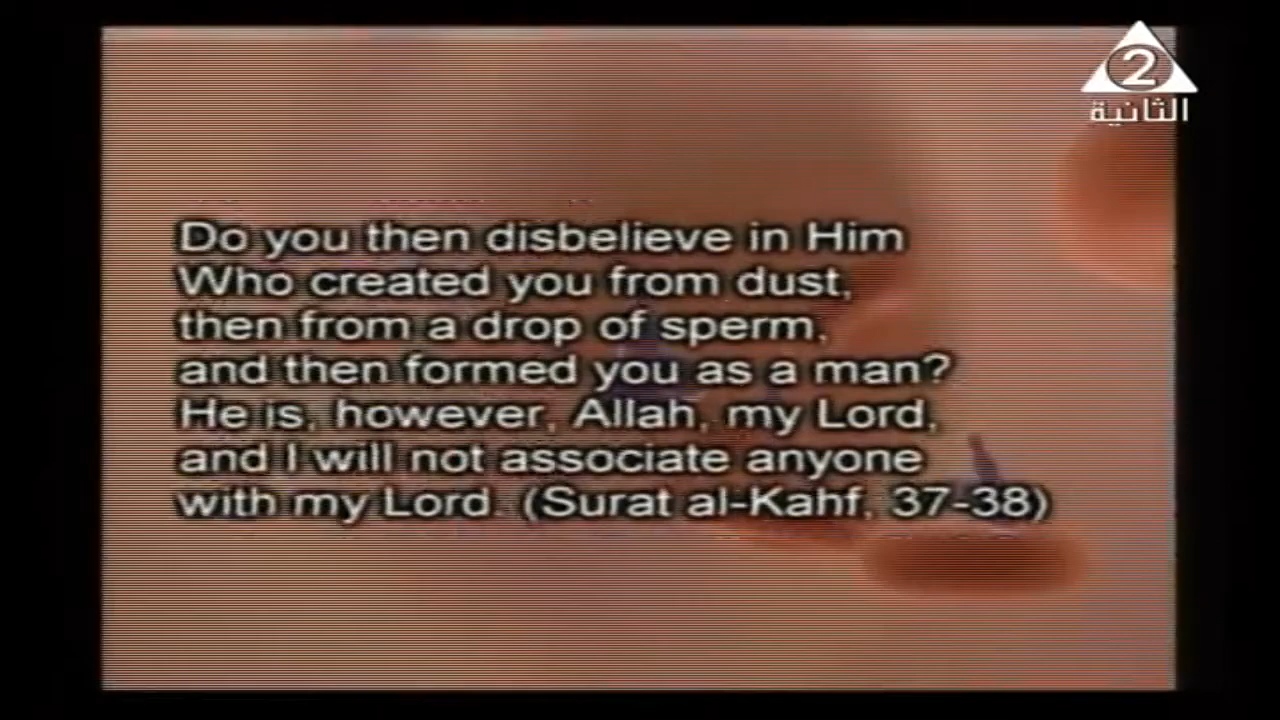 2
الثانية
Do you then disbelieve in Him
Who created you from dust,
then from a drop of sperm,
and then formed you as a man?
He is, however, Allah, my Lord,
and I will not associate anyone
with my Lord. (Surat al-Kahf, 37-38)